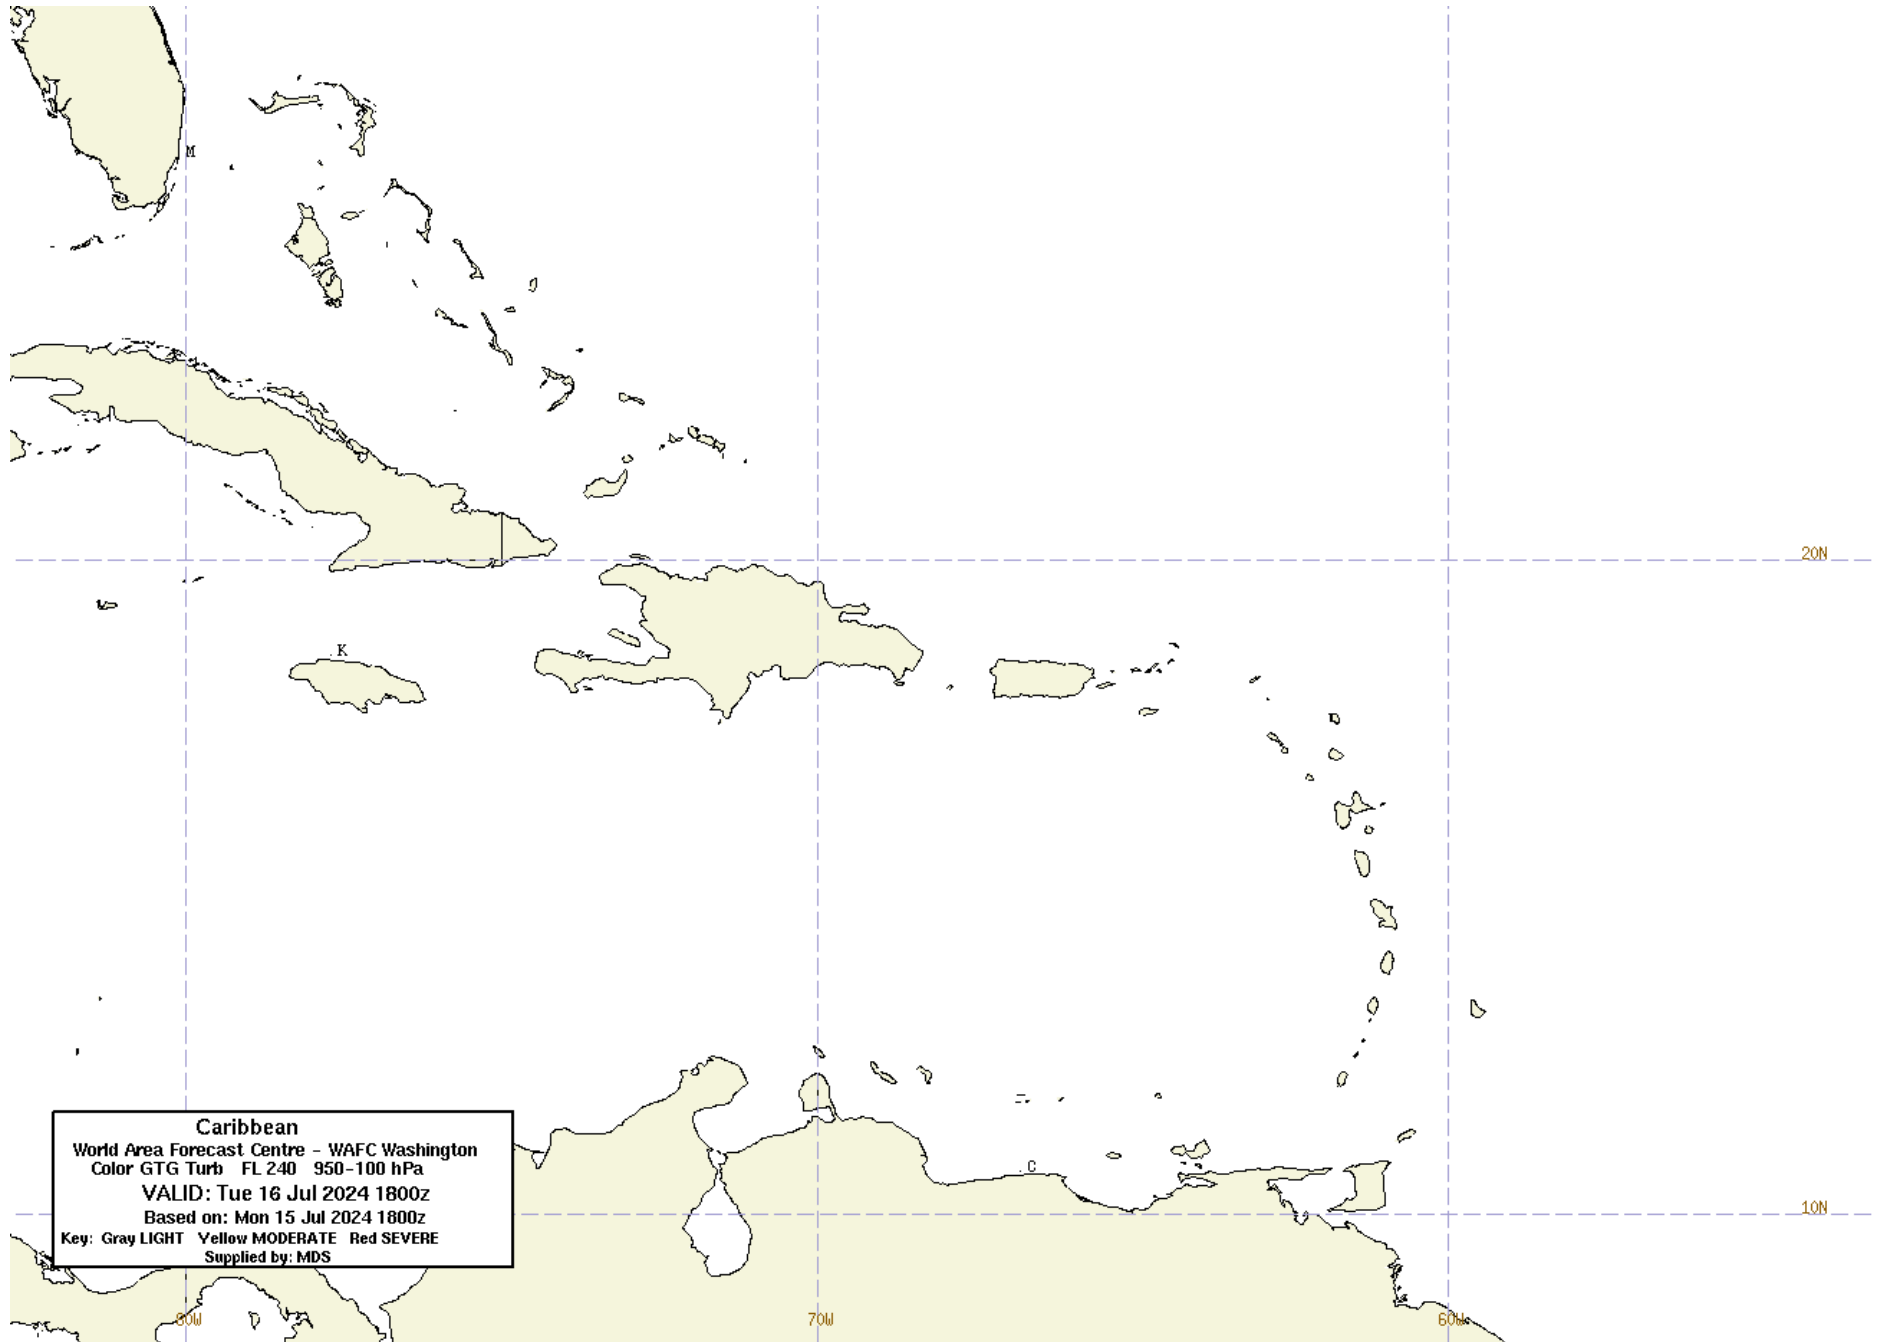 M
20N
K
C
10N
Caribbean
World Area Forecast Centre - WAFC Washington
Color GTG Turb FL 240 950-100 hPa
VALID: Tue 16 Jul 2024 1800z
Based on: Mon 15 Jul 2024 1800z
Key: Gray LIGHT Yellow MODERATE Red SEVERE
Supplied by: MDS
80W
70W
60W